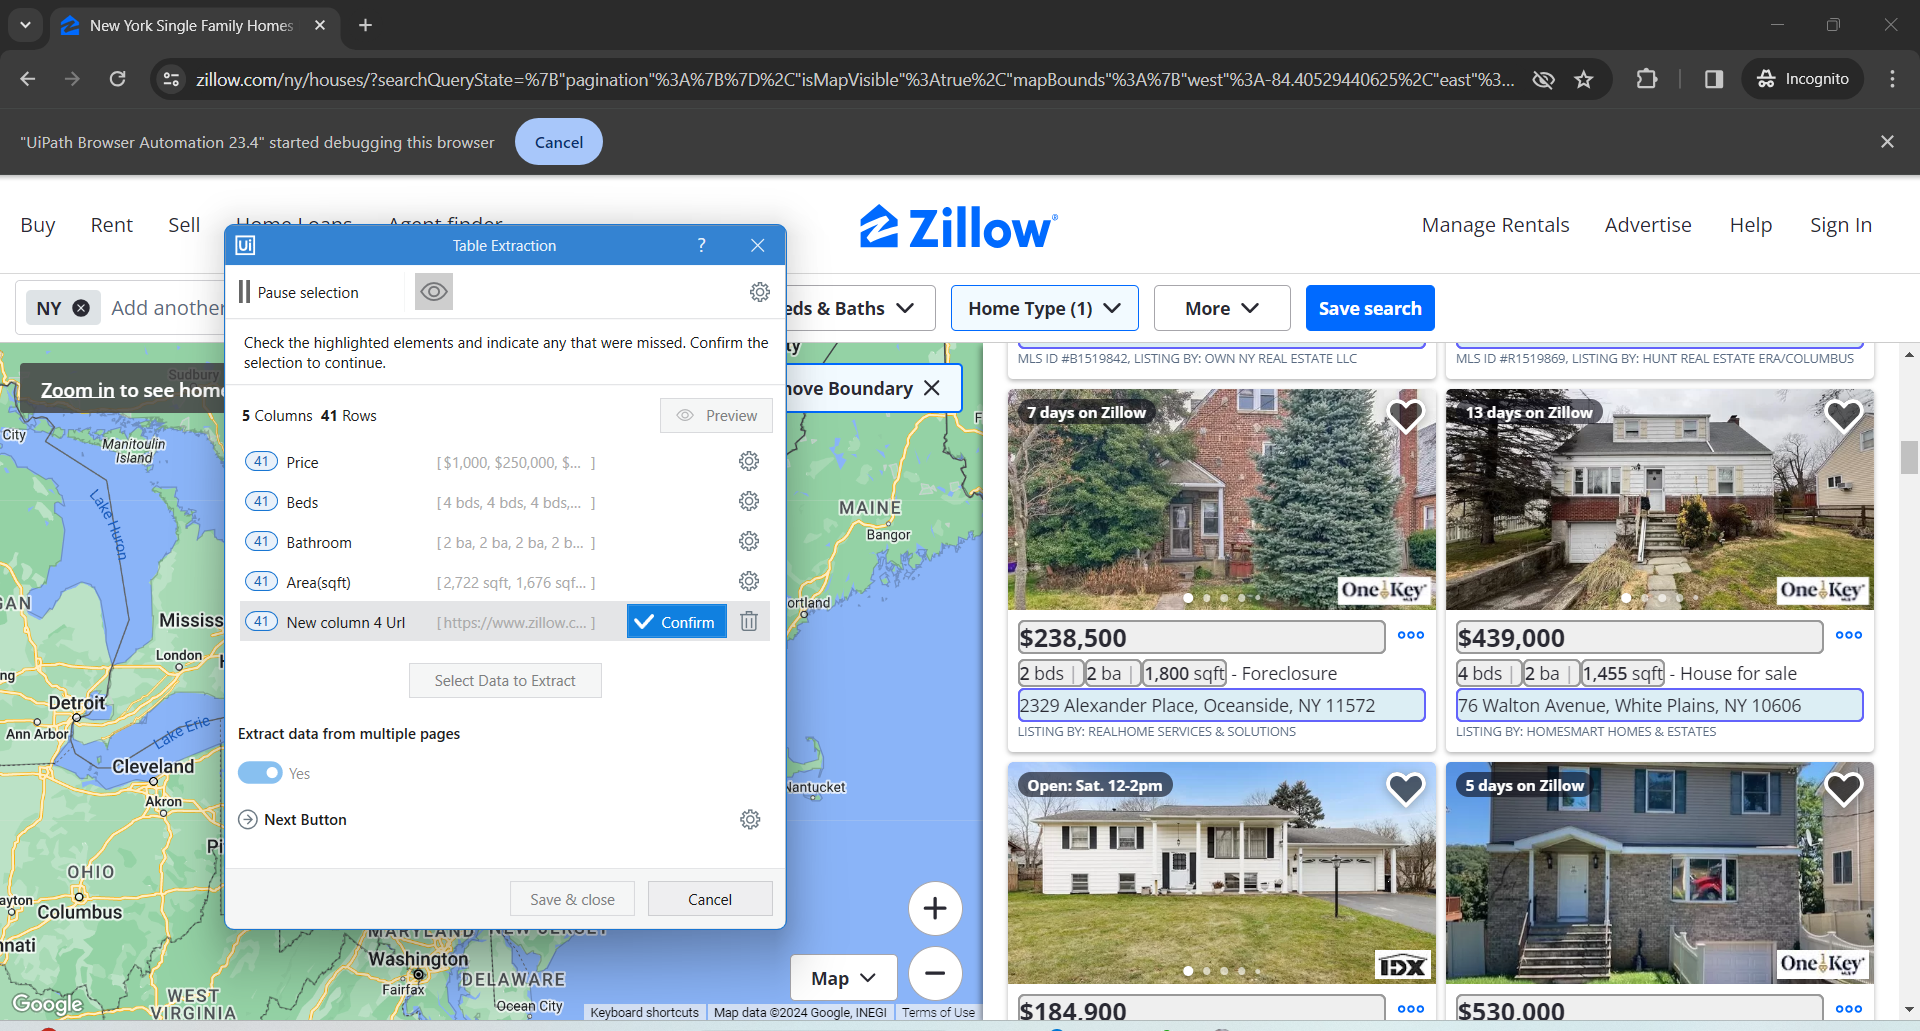 New York Single Family Homes
zillow.com/ny/houses/?searchQueryState=%7B"pagination"%3A%7B%7D%2C"isMapVisible"%3Atrue%2C"mapBounds"%3A%7B"west"%3A-84.40529440625%2C"east"%3...
Incognito
"UiPath Browser Automation 23.4" started debugging this browser
Cancel
Buy Rent Sell Home Loans Agent finder
Zillow
Manage Rentals Advertise Help Sign In
Ui Table Extraction ?
Pause selection
NY Add another
eds & Baths
Home Type (1)
More
Save search
Check the highlighted elements and indicate any that were missed. Confirm the
selection to continue.
5 Columns 41 Rows
Preview
41 Price [ $1,000, $250,000, $... ]
41 Beds [ 4 bds, 4 bds, 4 bds,... ]
41 Bathroom [ 2 ba, 2 ba, 2 ba, 2 b... ]
41 Area(sqft) [ 2,722 sqft, 1,676 sqf... ]
41 New column 4 Url [ https://www.zillow.c... ]
Confirm
Select Data to Extract
Extract data from multiple pages
Yes
Next Button
Save & close
Cancel
Zoom in to see home
Sudbury
move Boundary
City
Manitoulin
Island
Lake Huron
GAN
Mississ
London
ng
Detroit
Ann Arbor
Lake Erie
Cleveland
Akron
Pi
OHIO
ayton
Columbus
nnati
MARYLAND
NEW JERSEY
Washington
DELAWARE
Fairfax
Ocean City
WEST
VIRGINIA
Google
MAINE
Bangor
ortland
Nantucket
Map
Keyboard shortcuts
Map data ©2024 Google, INEGI
Terms of Use
MLS ID #B1519842, LISTING BY: OWN NY REAL ESTATE LLC
MLS ID #R1519869, LISTING BY: HUNT REAL ESTATE ERA/COLUMBUS
7 days on Zillow
OneKey
$238,500
2 bds | 2 ba | 1,800 sqft - Foreclosure
2329 Alexander Place, Oceanside, NY 11572
LISTING BY: REALHOME SERVICES & SOLUTIONS
13 days on Zillow
OneKey
$439,000
4 bds | 2 ba | 1,455 sqft - House for sale
76 Walton Avenue, White Plains, NY 10606
LISTING BY: HOMESMART HOMES & ESTATES
Open: Sat. 12-2pm
IDX
$184,900
5 days on Zillow
OneKey
$530,000